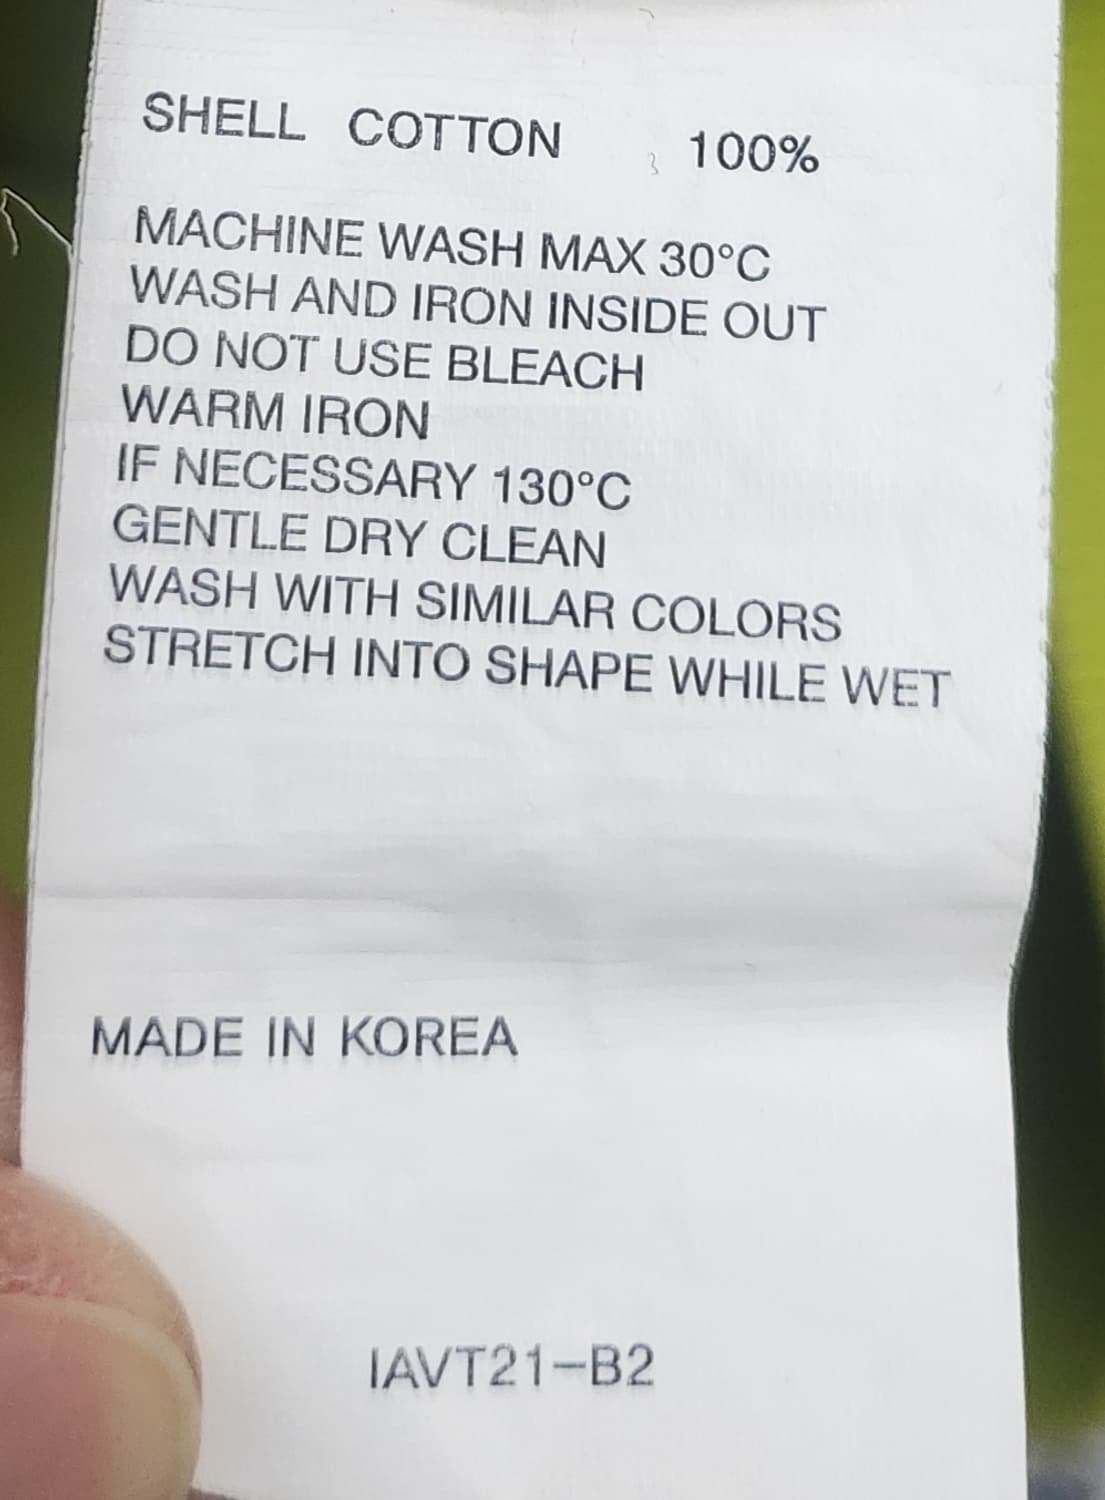 SHELL COTTON 100%
MACHINE WASH MAX 30°C
WASH AND IRON INSIDE OUT
DO NOT USE BLEACH
WARM IRON
IF NECESSARY 130°C
GENTLE DRY CLEAN
WASH WITH SIMILAR COLORS
STRETCH INTO SHAPE WHILE WET
MADE IN KOREA
IAVT21-B2